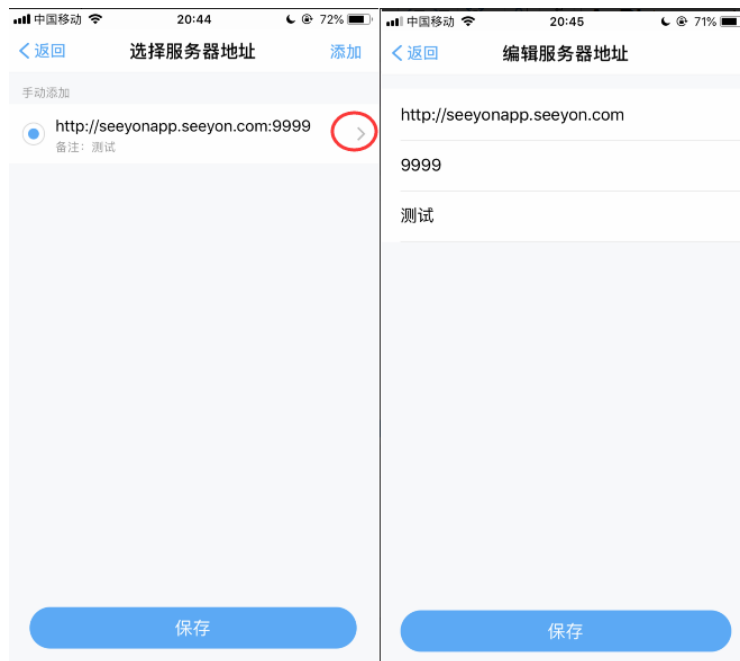 中国移动 20:44 72%
返回 选择服务器地址 添加
手动添加
http://seeyonapp.seeyon.com:9999
备注：测试
保存
中国移动 20:45 71%
返回 编辑服务器地址
http://seeyonapp.seeyon.com
9999
测试
保存